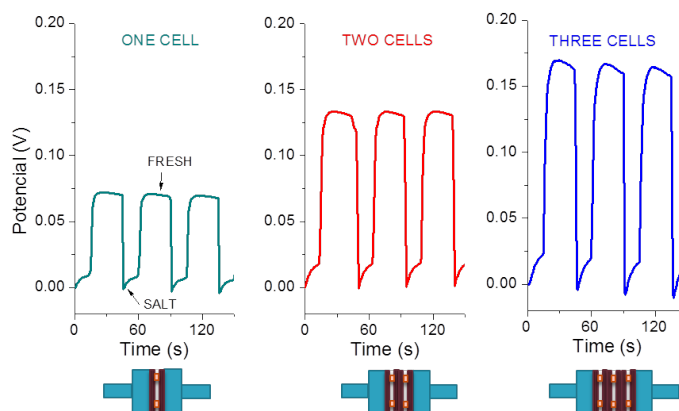 0.20
0.15
0.10
0.05
0.00
Potencial (V)
ONE CELL
FRESH
SALT
0 60 120
Time (s)
0.20
0.15
0.10
0.05
0.00
TWO CELLS
0 60 120
Time (s)
0.20
0.15
0.10
0.05
0.00
THREE CELLS
0 60 120
Time (s)